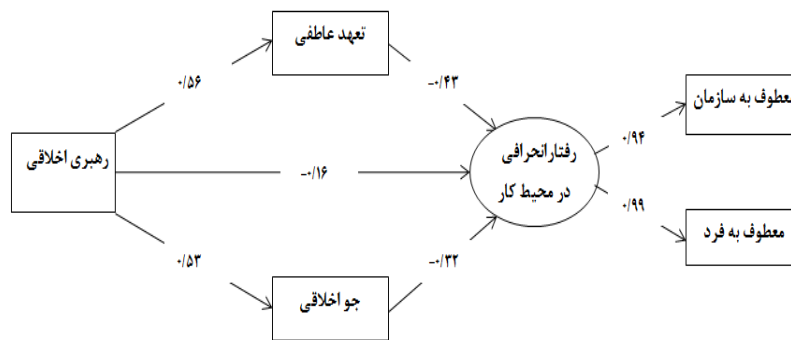 تعهد عاطفی
۰/۵۶
-۰/۴۳
معطوف به سازمان
۰/۹۴
رفتارانحرافی
در محیط کار
رهبری اخلاقی
-۰/۱۶
۰/۹۹
معطوف به فرد
۰/۵۳
-۰/۳۲
جو اخلاقی